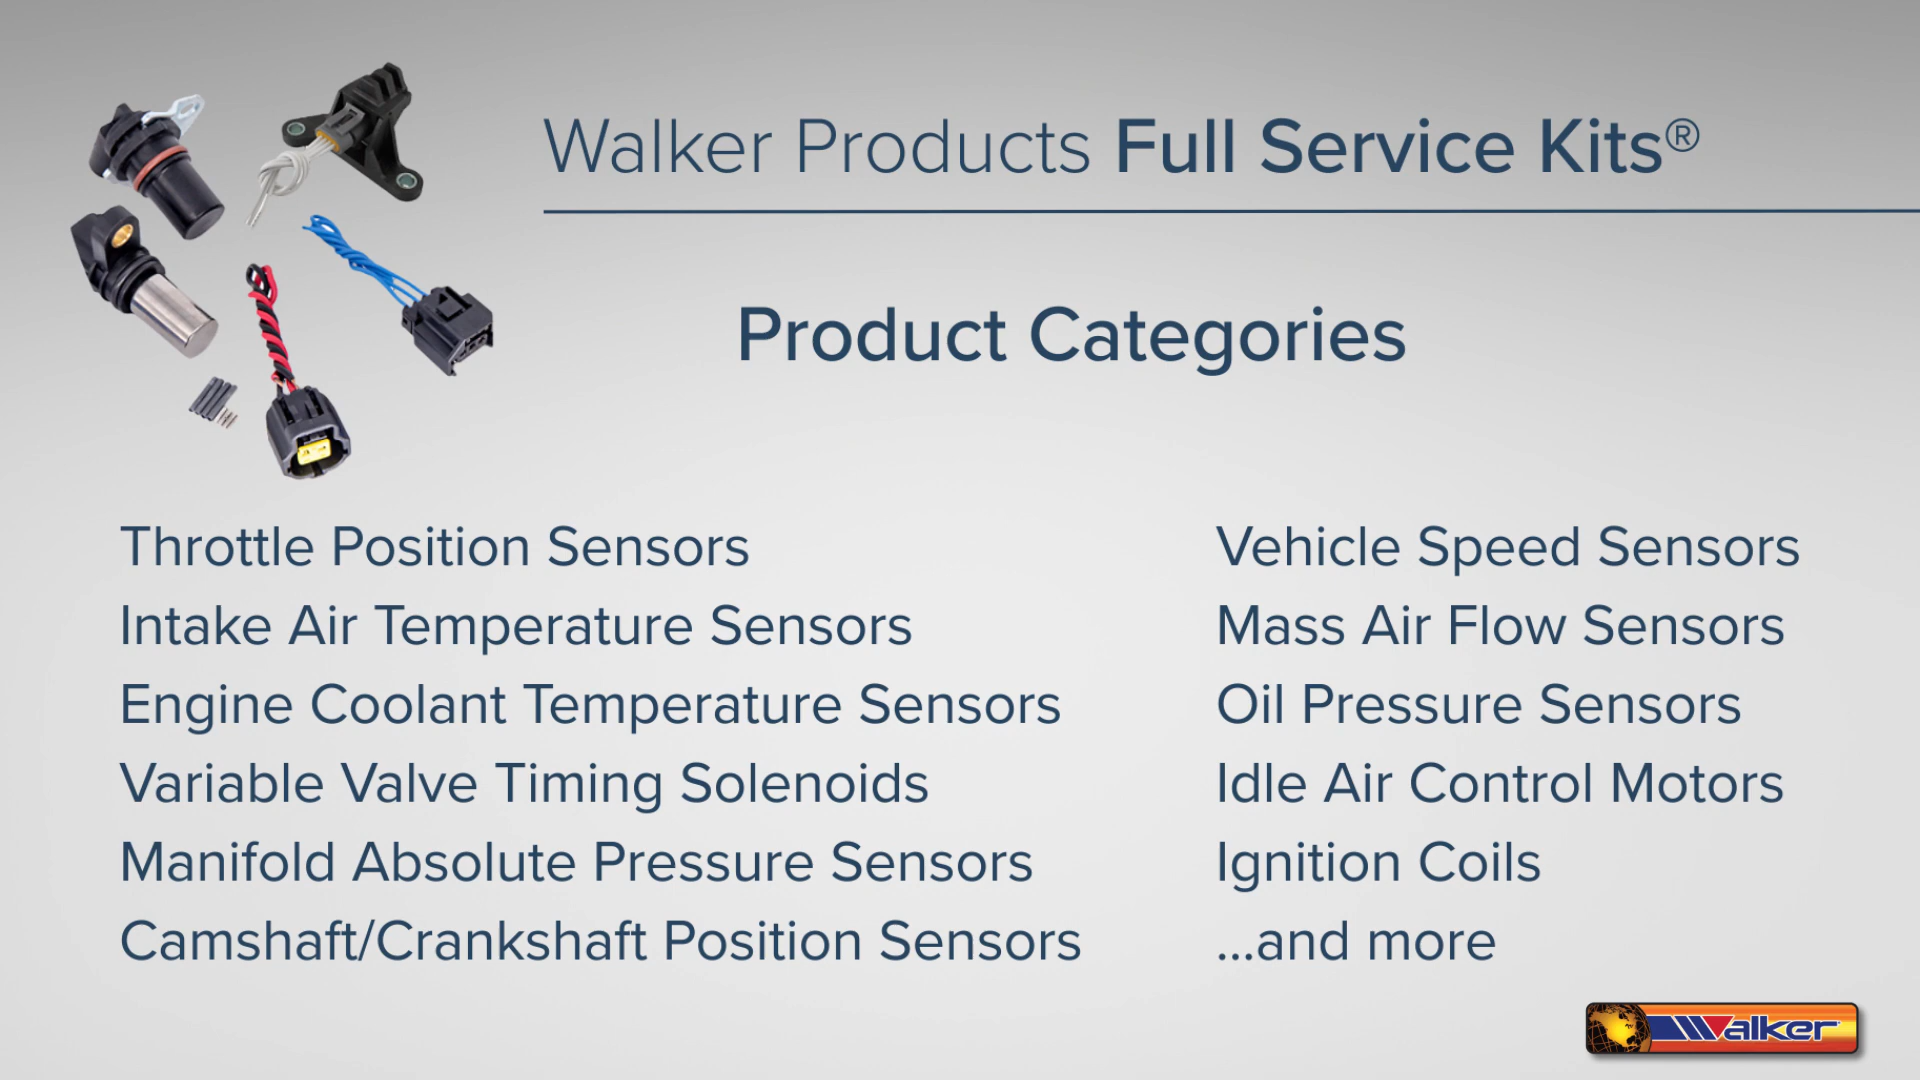 Walker Products Full Service Kits®
Product Categories
Throttle Position Sensors
Intake Air Temperature Sensors
Engine Coolant Temperature Sensors
Variable Valve Timing Solenoids
Manifold Absolute Pressure Sensors
Camshaft/Crankshaft Position Sensors
Vehicle Speed Sensors
Mass Air Flow Sensors
Oil Pressure Sensors
Idle Air Control Motors
Ignition Coils
...and more
Walker